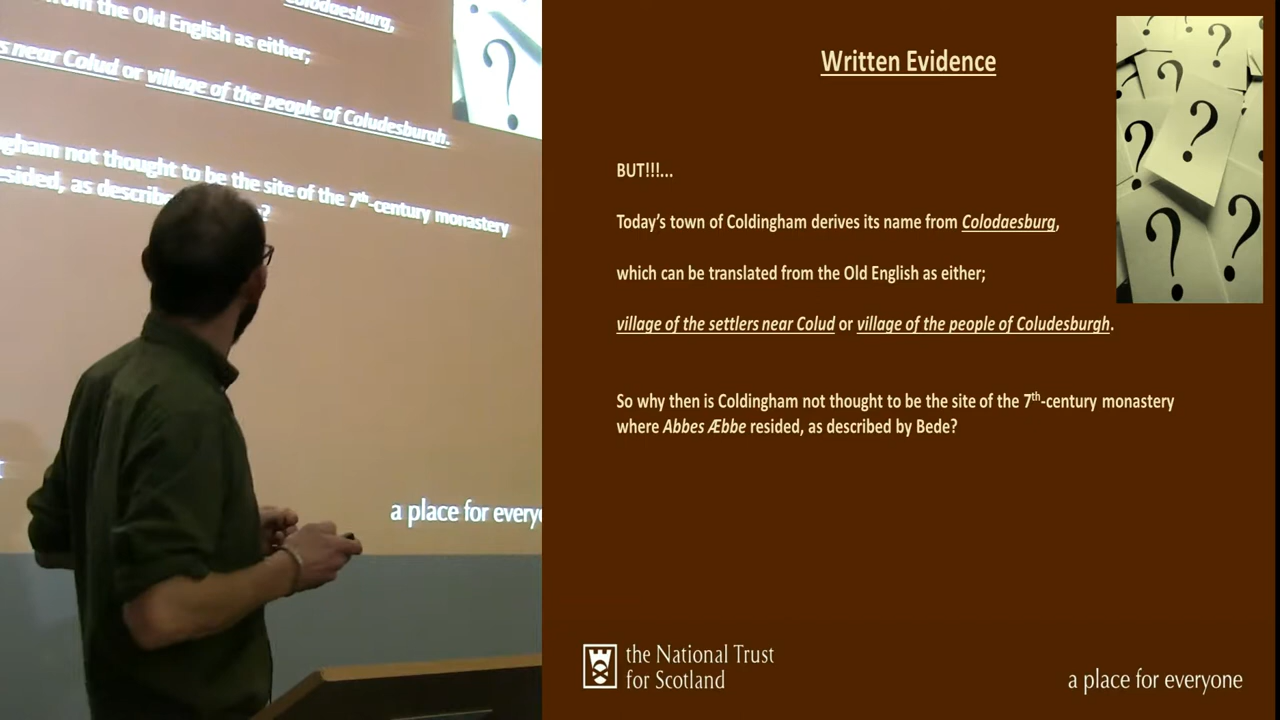 Colodaesburg,
from the Old English as either;
s near Colud or village of the people of Coludesburgh.
ngham not thought to be the site of the 7th-century monastery
esided, as describe ?
a place for everyo
Written Evidence
BUT!!!...
Today's town of Coldingham derives its name from Colodaesburg,
which can be translated from the Old English as either;
village of the settlers near Colud or village of the people of Coludesburgh.
So why then is Coldingham not thought to be the site of the 7th-century monastery
where Abbes Æbbe resided, as described by Bede?
? ? ? ? ? ? ?
the National Trust
for Scotland
a place for everyone